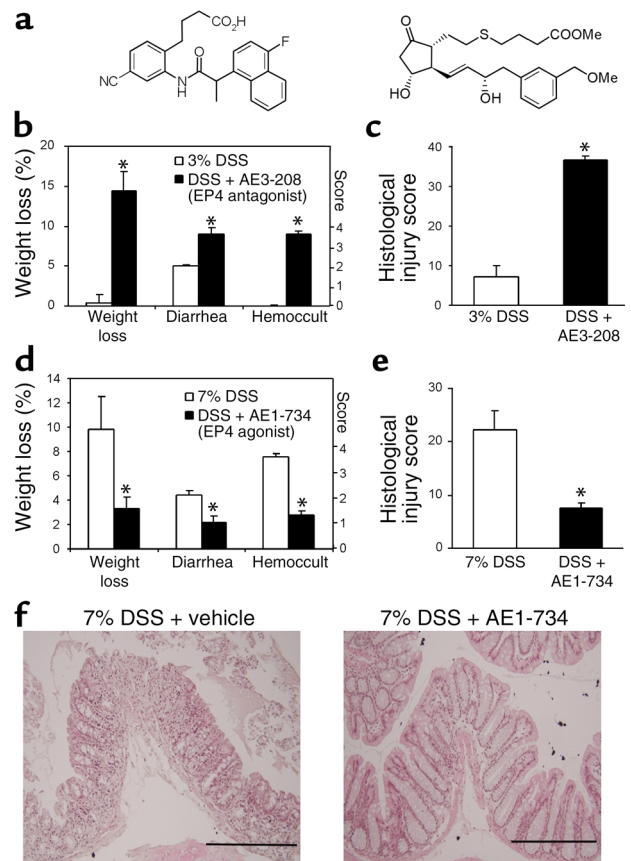 a
CO2H
F
O
NC
N
H
O
S
COOMe
HO
OH
OMe
b
Weight loss (%)
20
15
10
5
0
3% DSS
DSS + AE3-208
(EP4 antagonist)
*
*
*
Score
5
4
3
2
1
0
Weight
loss
Diarrhea
Hemoccult
c
Histological
injury score
40
30
20
10
0
*
3% DSS
DSS +
AE3-208
d
Weight loss (%)
14
12
10
8
6
4
2
0
7% DSS
DSS + AE1-734
(EP4 agonist)
*
*
*
Score
4
3
2
1
0
Weight
loss
Diarrhea
Hemoccult
e
Histological
injury score
30
20
10
0
*
7% DSS
DSS +
AE1-734
f
7% DSS + vehicle
7% DSS + AE1-734